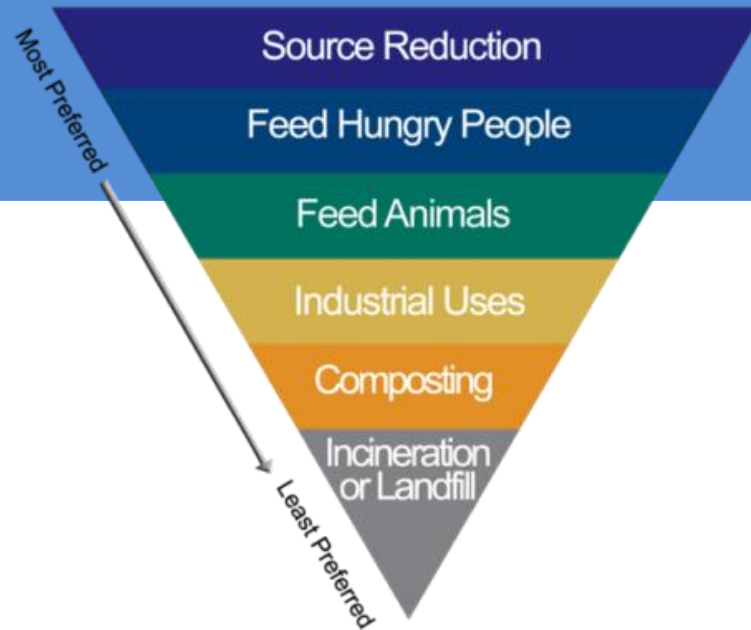 Most Preferred
Source Reduction
Feed Hungry People
Feed Animals
Industrial Uses
Composting
Incineration
or Landfill
Least Preferred